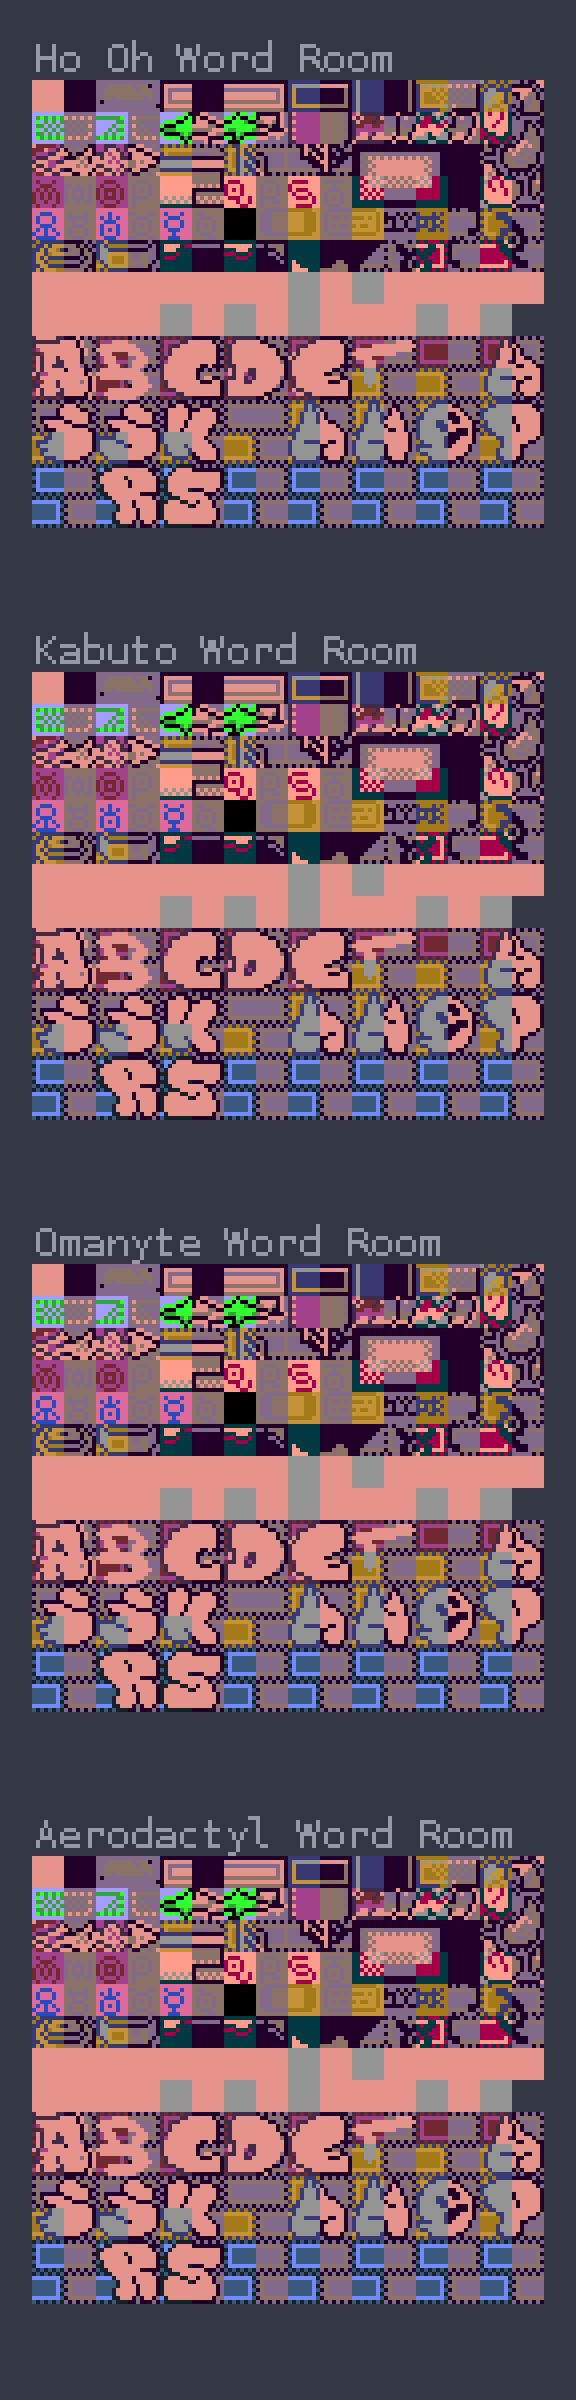 Ho Oh Word Room
A B C D C
K
R S
Kabuto Word Room
A B C D C
K
R S
Omanyte Word Room
A B C D C
K
R S
Aerodactyl Word Room
A B C D C
K
R S